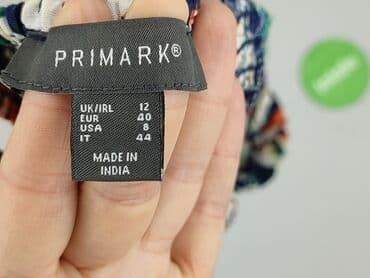 PRIMARK®
UK/IRL 12
EUR 40
USA 8
IT 44
MADE IN
INDIA